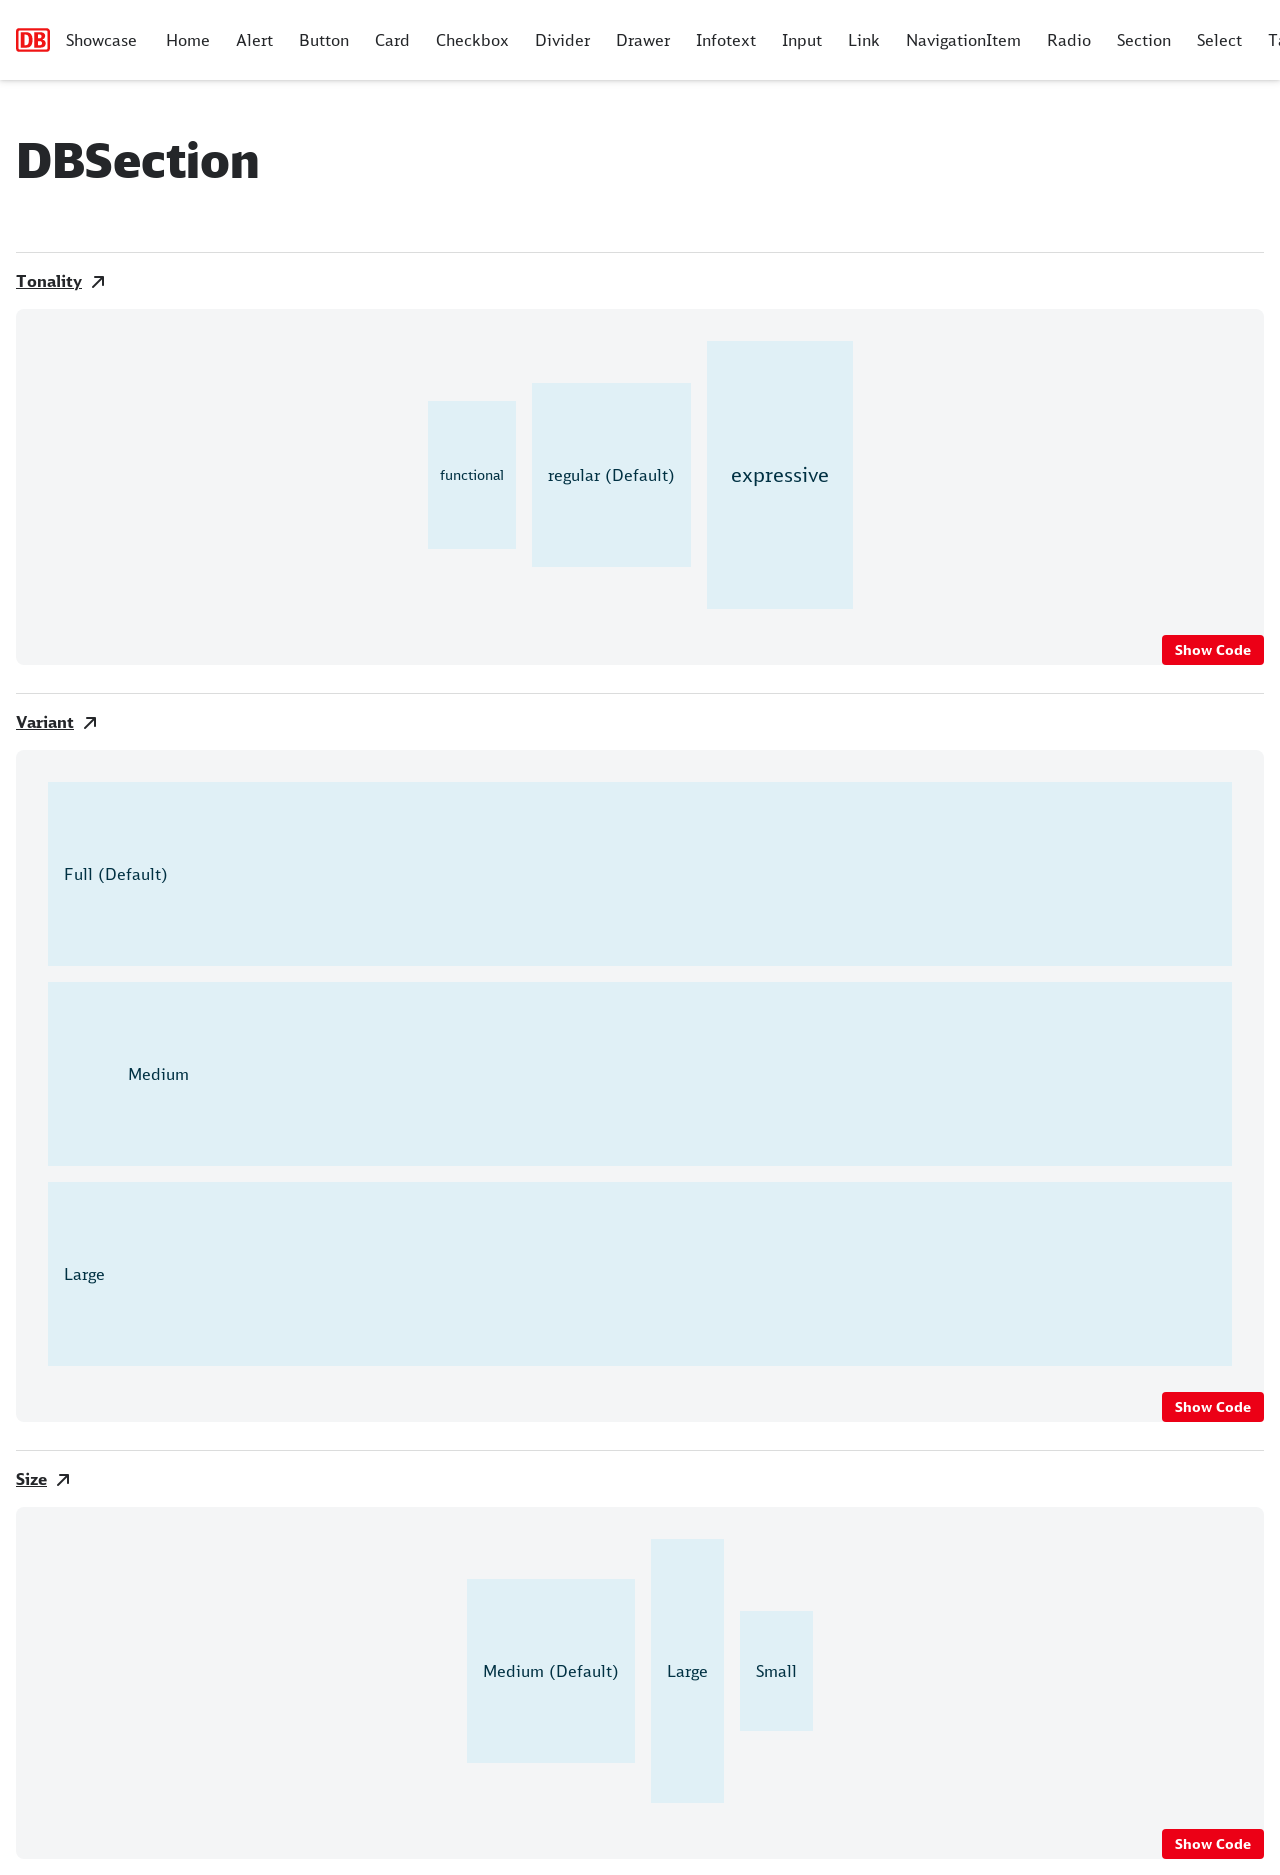 DB Showcase Home Alert Button Card Checkbox Divider Drawer Infotext Input Link NavigationItem Radio Section Select
DBSection
Tonality
functional regular (Default) expressive
Show Code
Variant
Full (Default)
Medium
Large
Show Code
Size
Medium (Default) Large Small
Show Code